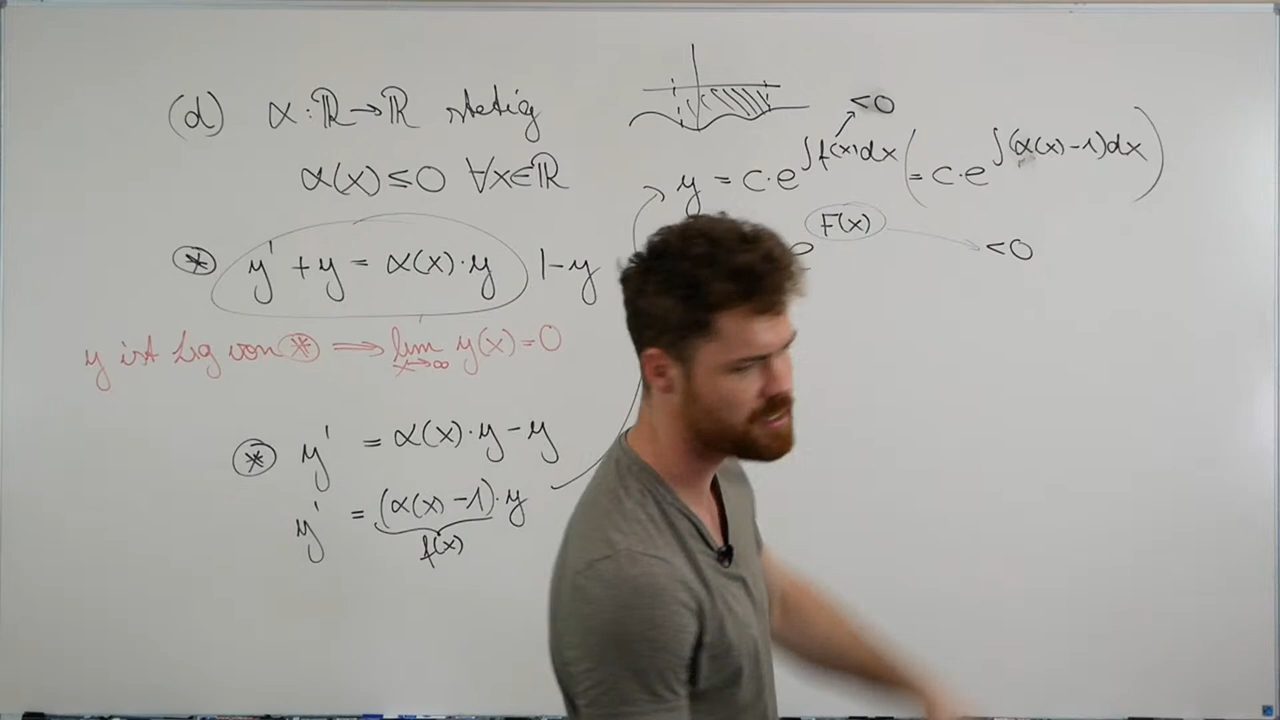 (d) α : ℝ → ℝ stetig
α(x) ≤ 0 ∀x∈ℝ
⊛ y' + y = α(x)·y | -y
y ist Lsg von ⊛ ⟹ lim y(x) = 0
x→∞
⊛ y' = α(x)·y - y
y' = (α(x) - 1)·y
f(x)
<0
y = c·e^{∫f(x)dx} (= c·e^{∫(α(x)-1)dx})
F(x) <0